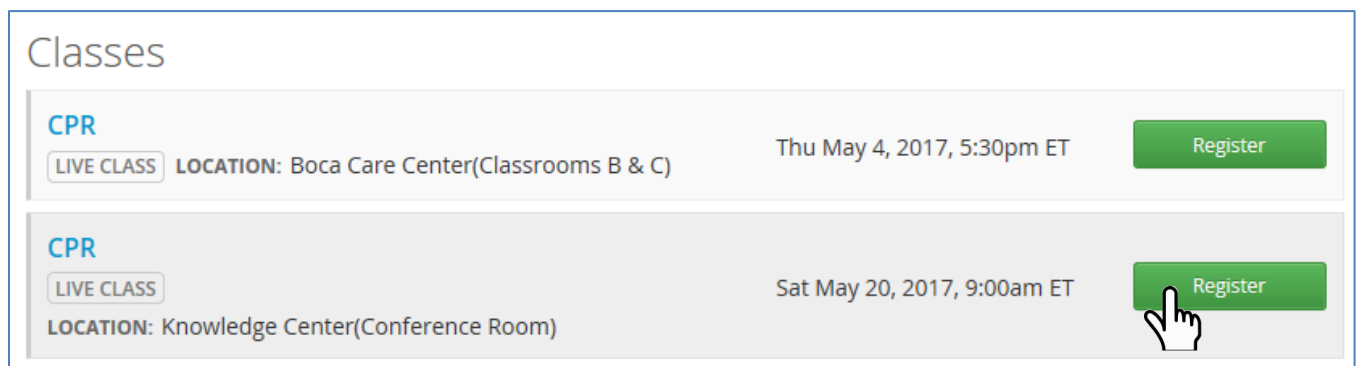 Classes
CPR
LIVE CLASS LOCATION: Boca Care Center(Classrooms B & C)
Thu May 4, 2017, 5:30pm ET
Register
CPR
LIVE CLASS
LOCATION: Knowledge Center(Conference Room)
Sat May 20, 2017, 9:00am ET
Register